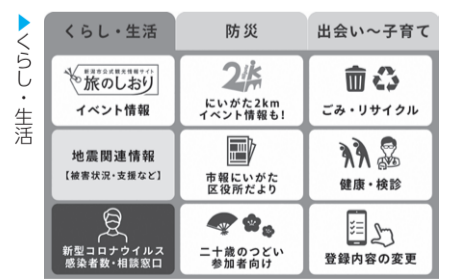 ▶くらし・生活
くらし・生活
防災
出会い〜子育て
新潟市公式観光情報サイト
旅のしおり
イベント情報
2km
にいがた2km
イベント情報も!
ごみ・リサイクル
地震関連情報
【被害状況・支援など】
市報にいがた
区役所だより
健康・検診
新型コロナウイルス
感染者数・相談窓口
二十歳のつどい
参加者向け
登録内容の変更